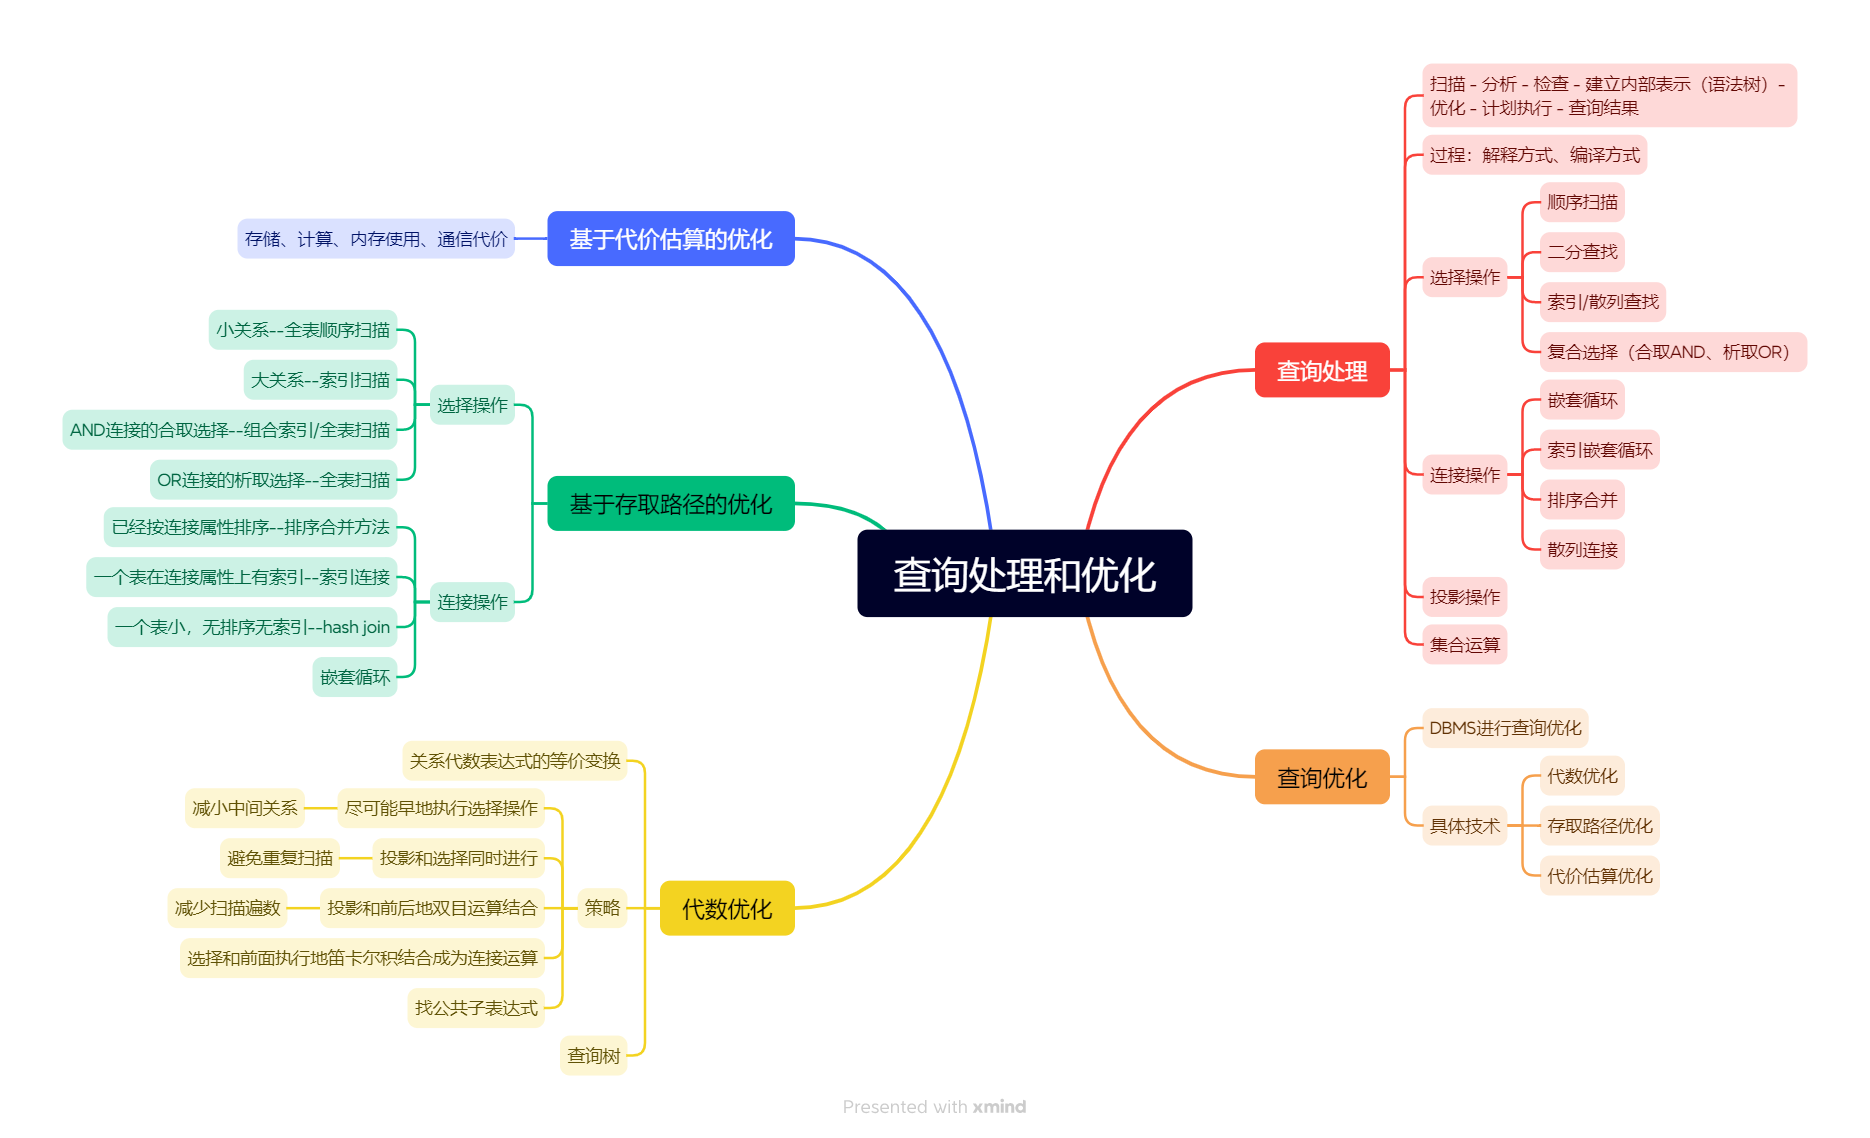 查询处理和优化
查询处理
扫描 - 分析 - 检查 - 建立内部表示（语法树）-
优化 - 计划执行 - 查询结果
过程：解释方式、编译方式
选择操作
顺序扫描
二分查找
索引/散列查找
复合选择（合取AND、析取OR）
连接操作
嵌套循环
索引嵌套循环
排序合并
散列连接
投影操作
集合运算
查询优化
DBMS进行查询优化
具体技术
代数优化
存取路径优化
代价估算优化
代数优化
关系代数表达式的等价变换
策略
尽可能早地执行选择操作
减小中间关系
投影和选择同时进行
避免重复扫描
投影和前后地双目运算结合
减少扫描遍数
选择和前面执行地笛卡尔积结合成为连接运算
找公共子表达式
查询树
基于存取路径的优化
选择操作
小关系--全表顺序扫描
大关系--索引扫描
AND连接的合取选择--组合索引/全表扫描
OR连接的析取选择--全表扫描
连接操作
已经按连接属性排序--排序合并方法
一个表在连接属性上有索引--索引连接
一个表小，无排序无索引--hash join
嵌套循环
基于代价估算的优化
存储、计算、内存使用、通信代价
Presented with xmind